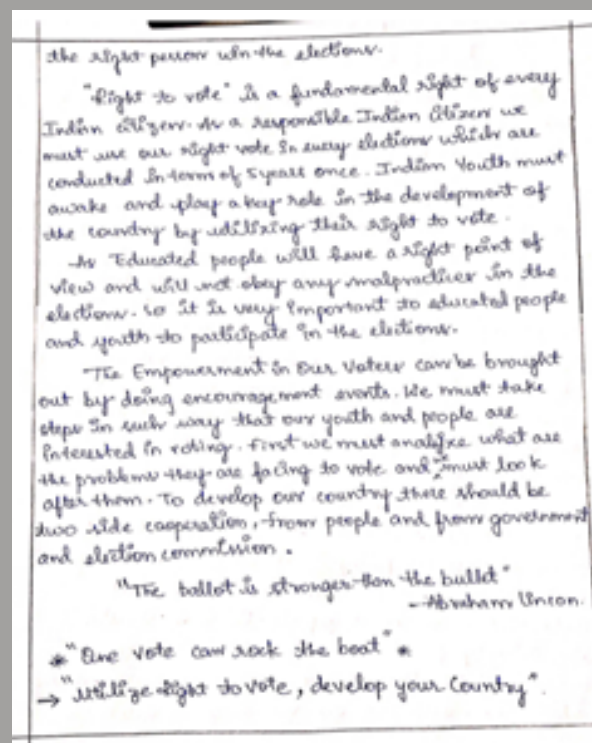 the right person win the elections.
"Right to vote" is a fundamental right of every
Indian citizen. As a responsible Indian Citizen we
must use our right vote in every elections which are
conducted in term of 5 years once. Indian Youth must
awake and play a key role in the development of
the country by utilizing their right to vote.
As Educated people will have a right point of
view and will not obey any malpractices in the
elections. so it is very important to educated people
and youth to participate in the elections.
"The Empowerment in Our Voters can be brought
out by doing encouragement events. We must take
steps in such way that our youth and people are
interested in voting. First we must analyze what are
the problems they are facing to vote and must look
after them. To develop our country there should be
two side cooperation, from people and from government
and election commission.
"The ballot is stronger than the bullet"
- Abraham Lincon.
"One vote can rock the boat"
→ "Utilize right to vote, develop your Country".